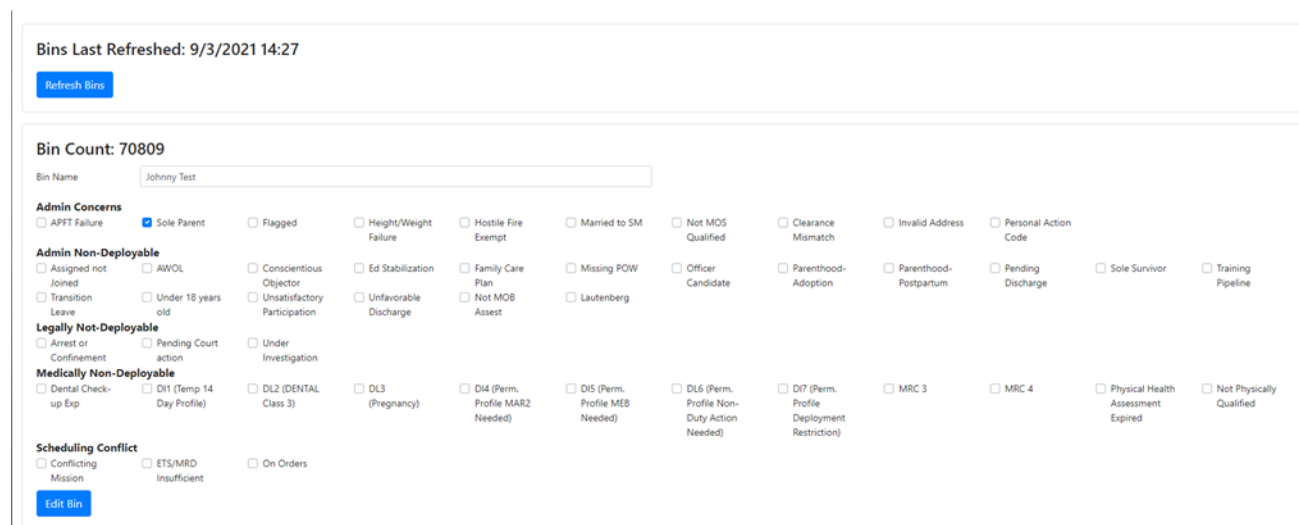 Bins Last Refreshed: 9/3/2021 14:27
Refresh Bins
Bin Count: 70809
Bin Name Johnny Test
Admin Concerns
APFT Failure Sole Parent Flagged Height/Weight Hostile Fire Married to SM Not MOS Clearance Invalid Address Personal Action
Failure Exempt Qualified Mismatch Code
Admin Non-Deployable
Assigned not AWOL Conscientious Ed Stabilization Family Care Missing POW Officer Parenthood- Parenthood- Pending Sole Survivor Training
Joined Objector Plan Candidate Adoption Postpartum Discharge Pipeline
Transition Under 18 years Unsatisfactory Unfavorable Not MOB Lautenberg
Leave old Participation Discharge Assest
Legally Not-Deployable
Arrest or Pending Court Under
Confinement action Investigation
Medically Non-Deployable
Dental Check- DI1 (Temp 14 DL2 (DENTAL DL3 DI4 (Perm. DI5 (Perm. DL6 (Perm. DI7 (Perm. MRC 3 MRC 4 Physical Health Not Physically
up Exp Day Profile) Class 3) (Pregnancy) Profile MAR2 Profile MEB Profile Non- Profile Assessment Qualified
Needed) Needed) Duty Action Deployment Expired
Needed) Restriction)
Scheduling Conflict
Conflicting ETS/MRD On Orders
Mission Insufficient
Edit Bin